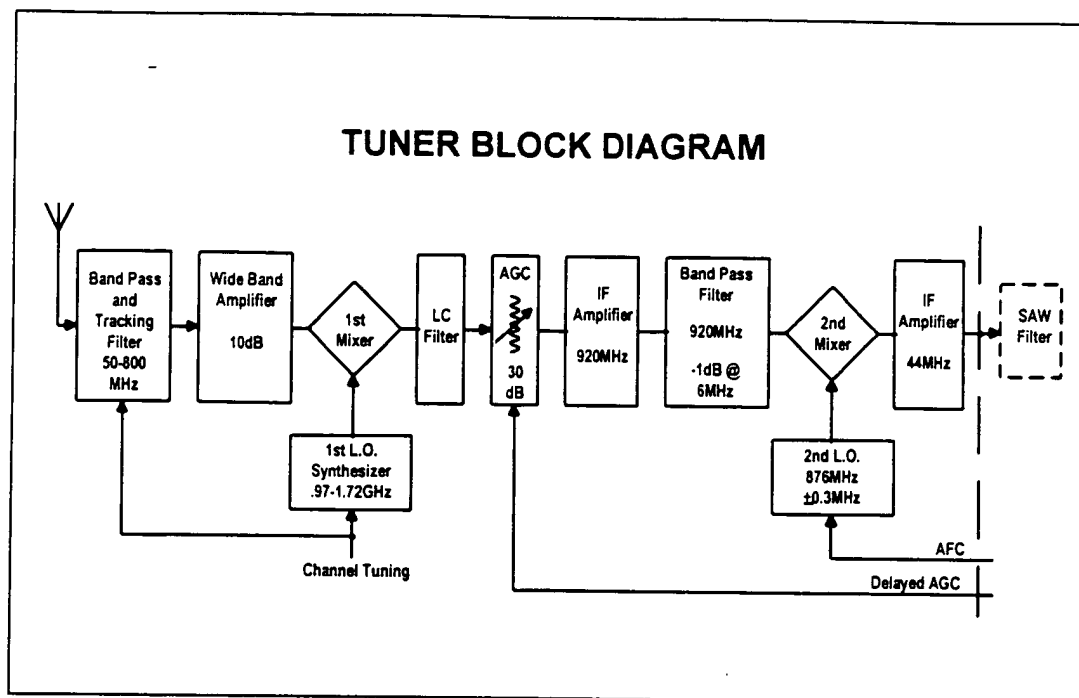 TUNER BLOCK DIAGRAM
Band Pass
and
Tracking
Filter
50-800
MHz
Wide Band
Amplifier
10dB
1st
Mixer
LC
Filter
AGC
30
dB
IF
Amplifier
920MHz
Band Pass
Filter
920MHz
-1dB @
6MHz
2nd
Mixer
IF
Amplifier
44MHz
SAW
Filter
1st L.O.
Synthesizer
.97-1.72GHz
2nd L.O.
876MHz
±0.3MHz
Channel Tuning
AFC
Delayed AGC